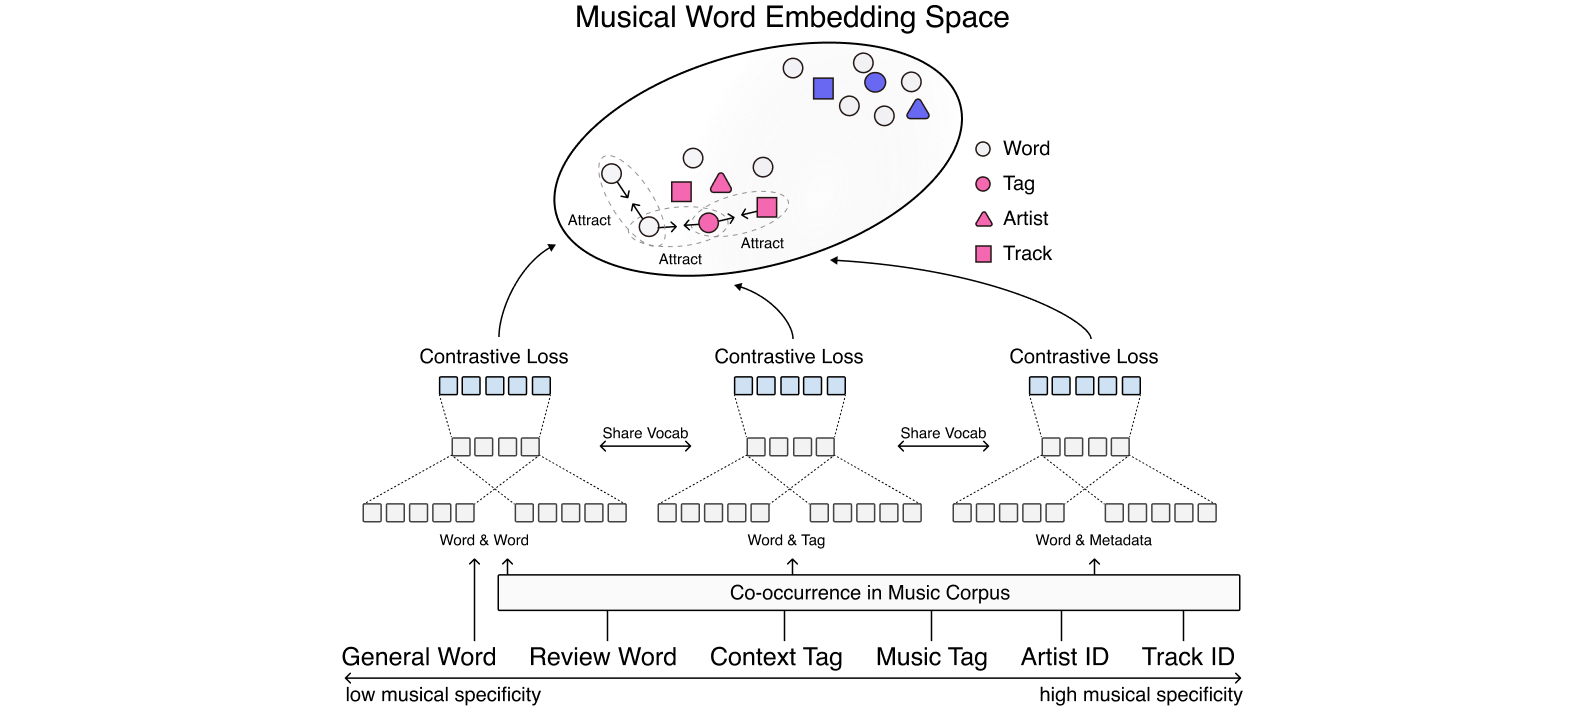 Musical Word Embedding Space
Word
Tag
Artist
Track
Attract
Attract
Attract
Contrastive Loss
Contrastive Loss
Contrastive Loss
Share Vocab
Share Vocab
Word & Word
Word & Tag
Word & Metadata
Co-occurrence in Music Corpus
General Word
Review Word
Context Tag
Music Tag
Artist ID
Track ID
low musical specificity
high musical specificity